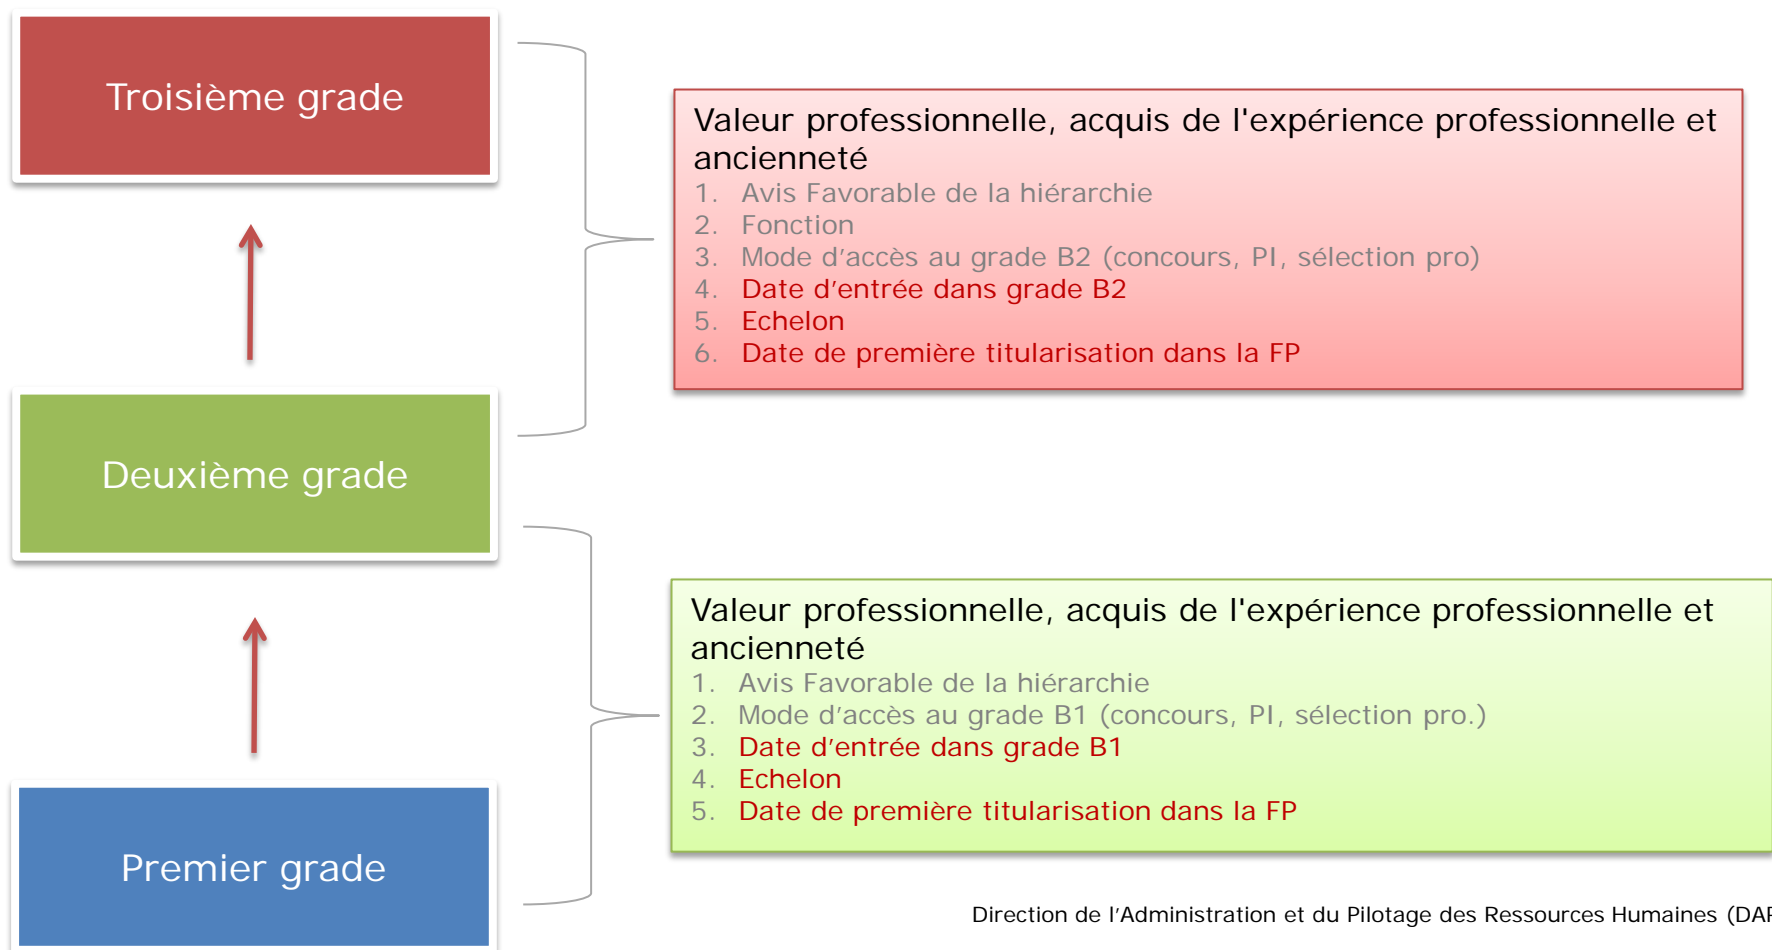 Troisième grade
Valeur professionnelle, acquis de l'expérience professionnelle et
ancienneté
1. Avis Favorable de la hiérarchie
2. Fonction
3. Mode d’accès au grade B2 (concours, PI, sélection pro)
4. Date d’entrée dans grade B2
5. Echelon
6. Date de première titularisation dans la FP
Deuxième grade
Valeur professionnelle, acquis de l'expérience professionnelle et
ancienneté
1. Avis Favorable de la hiérarchie
2. Mode d’accès au grade B1 (concours, PI, sélection pro.)
3. Date d’entrée dans grade B1
4. Echelon
5. Date de première titularisation dans la FP
Premier grade
Direction de l’Administration et du Pilotage des Ressources Humaines